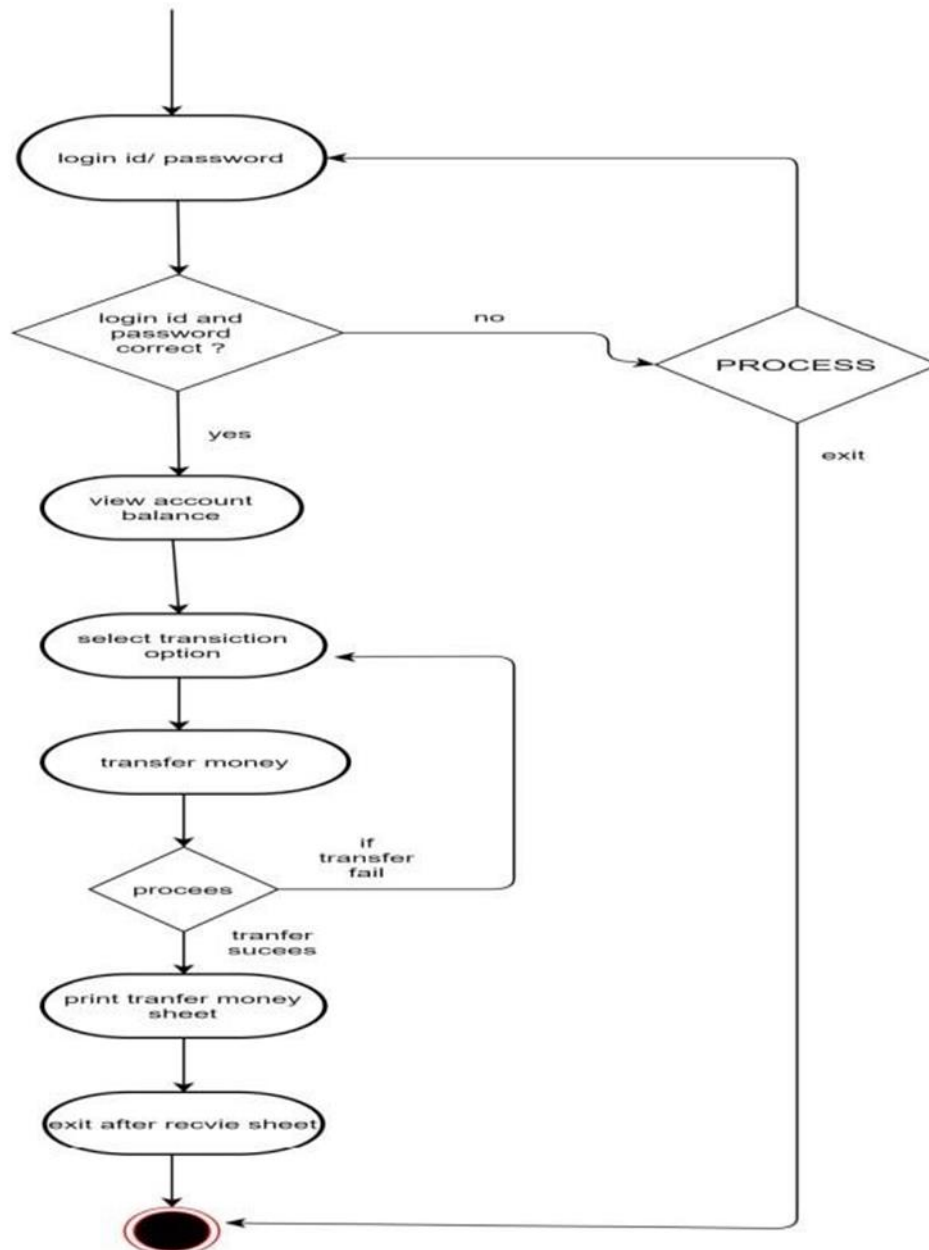 login id/ password
login id and
password
correct ?
no
PROCESS
yes
exit
view account
balance
select transiction
option
transfer money
if
transfer
fail
procees
tranfer
sucees
print tranfer money
sheet
exit after recvie sheet